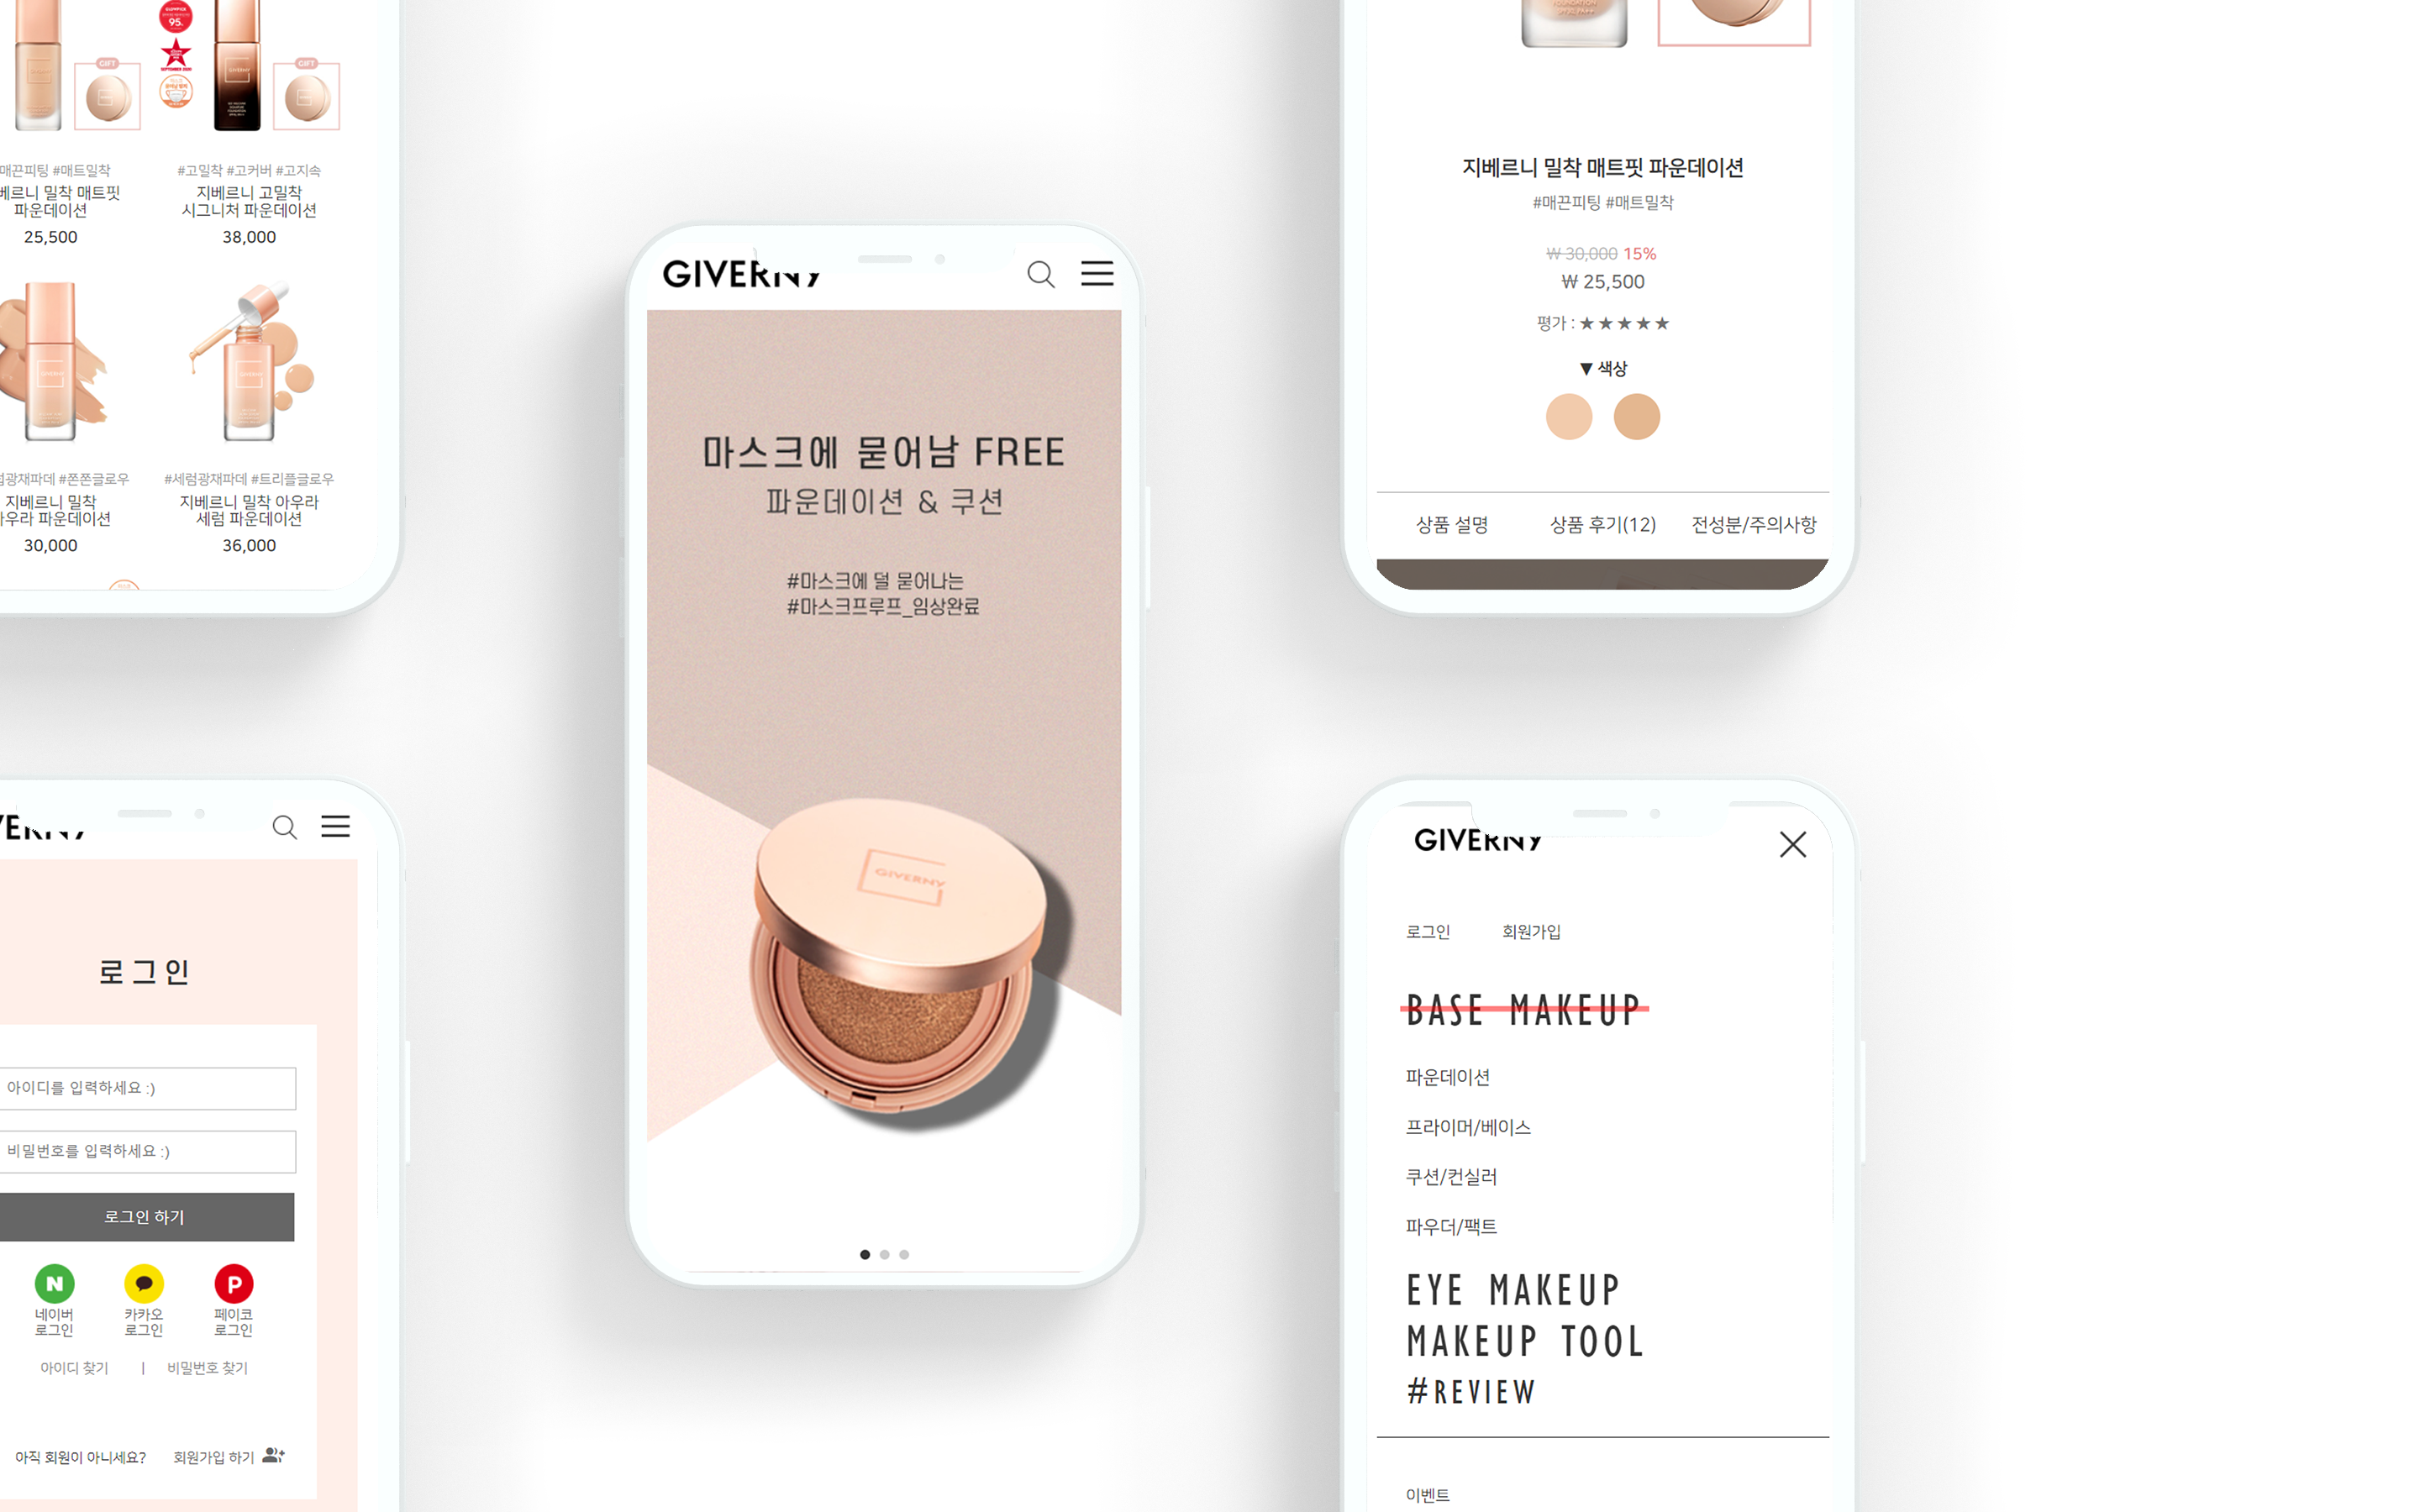 GLOWPICK
95.
GIFT
GIVERNY
GIFT
매끈피팅 #매트밀착
베르니 밀착 매트핏
파운데이션
25,500
#고밀착 #고커버 #고지속
지베르니 고밀착
시그니처 파운데이션
38,000
GIVERNY
광채파데 #쫀쫀글로우
지베르니 밀착
우라 파운데이션
30,000
GIVERNY
#세럼광채파데 #트리플글로우
지베르니 밀착 아우라
세럼 파운데이션
36,000
GIVERNY
마스크에 묻어남 FREE
파운데이션 & 쿠션
#마스크에 덜 묻어나는
#마스크프루프_임상완료
GIVERNY
FOUNDATION
지베르니 밀착 매트핏 파운데이션
#매끈피팅 #매트밀착
₩ 30,000 15%
₩ 25,500
평가 : ★★★★★
▼ 색상
상품 설명
상품 후기(12)
전성분/주의사항
VERNY
로그인
아이디를 입력하세요 :)
비밀번호를 입력하세요 :)
로그인 하기
N
P
네이버
로그인
카카오
로그인
페이코
로그인
아이디 찾기 | 비밀번호 찾기
아직 회원이 아니세요? 회원가입 하기
GIVERNY
로그인 회원가입
BASE MAKEUP
파운데이션
프라이머/베이스
쿠션/컨실러
파우더/팩트
EYE MAKEUP
MAKEUP TOOL
#REVIEW
이벤트